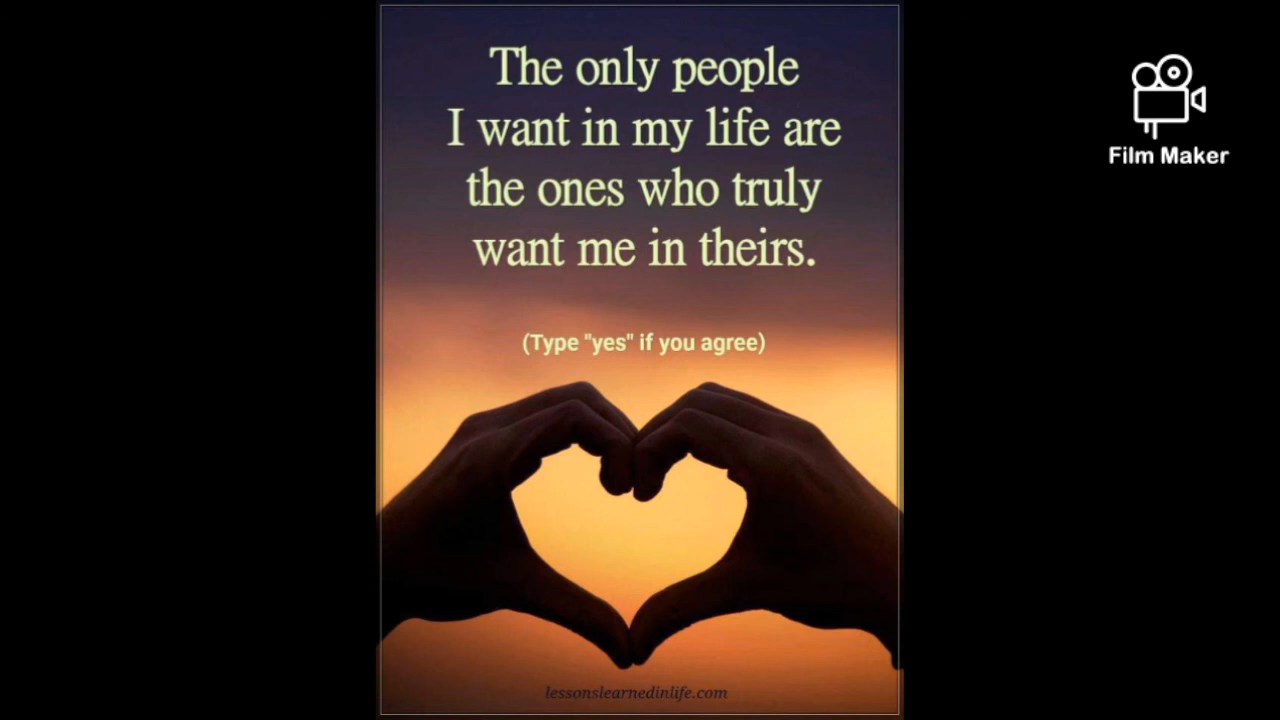 The only people
I want in my life are
the ones who truly
want me in theirs.
(Type "yes" if you agree)
lessonslearnedinlife.com
Film Maker